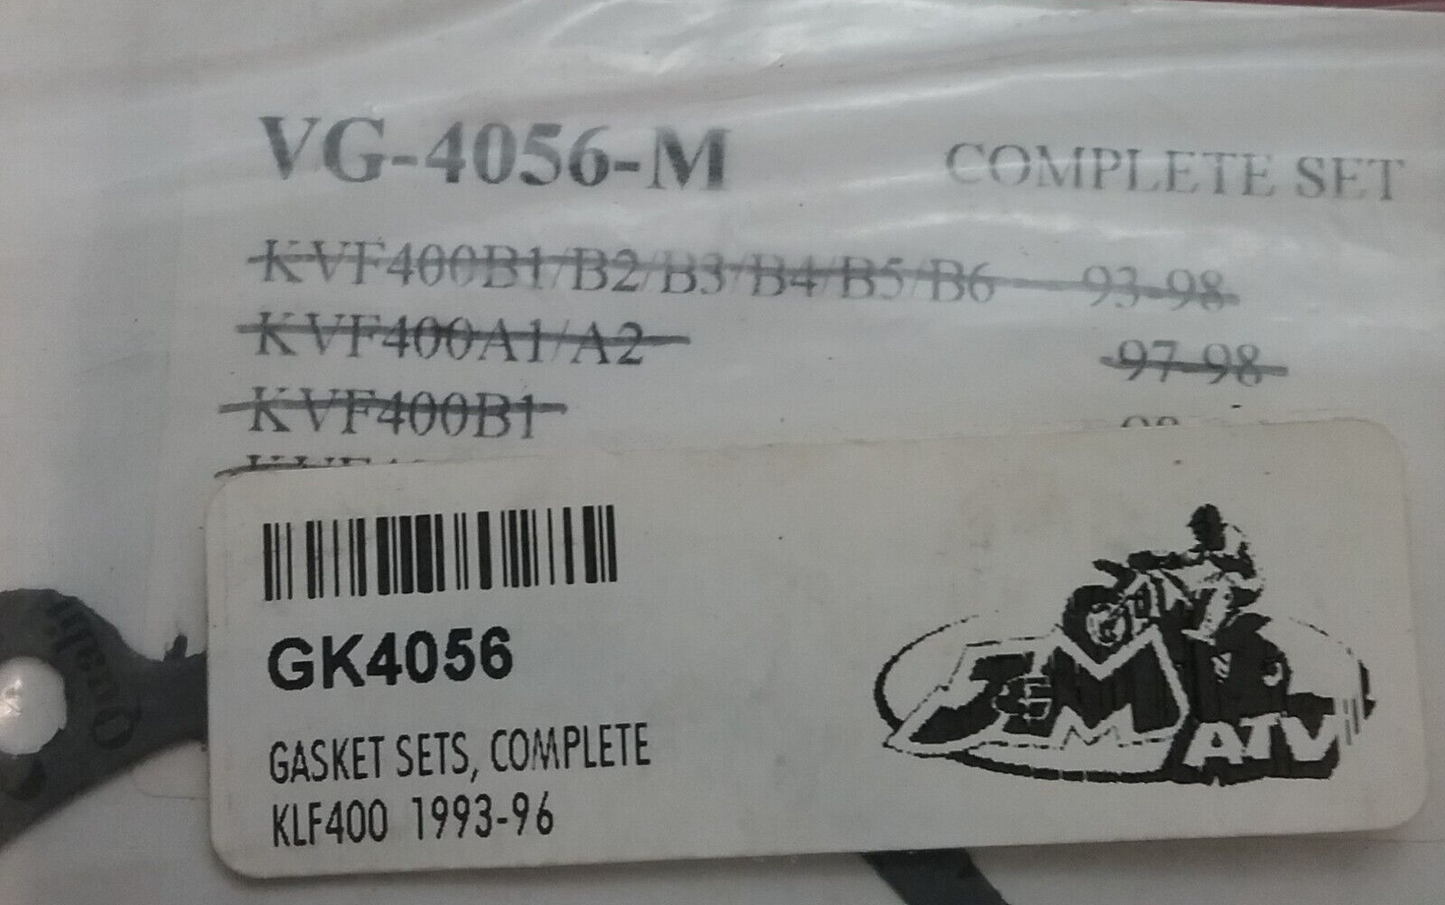 VG-4056-M COMPLETE SET
KVF400B1/B2/B3/B4/B5/B6 93-98
KVF400A1/A2 97-98
KVF400B1
GK4056
GASKET SETS, COMPLETE
KLF400 1993-96
ATV